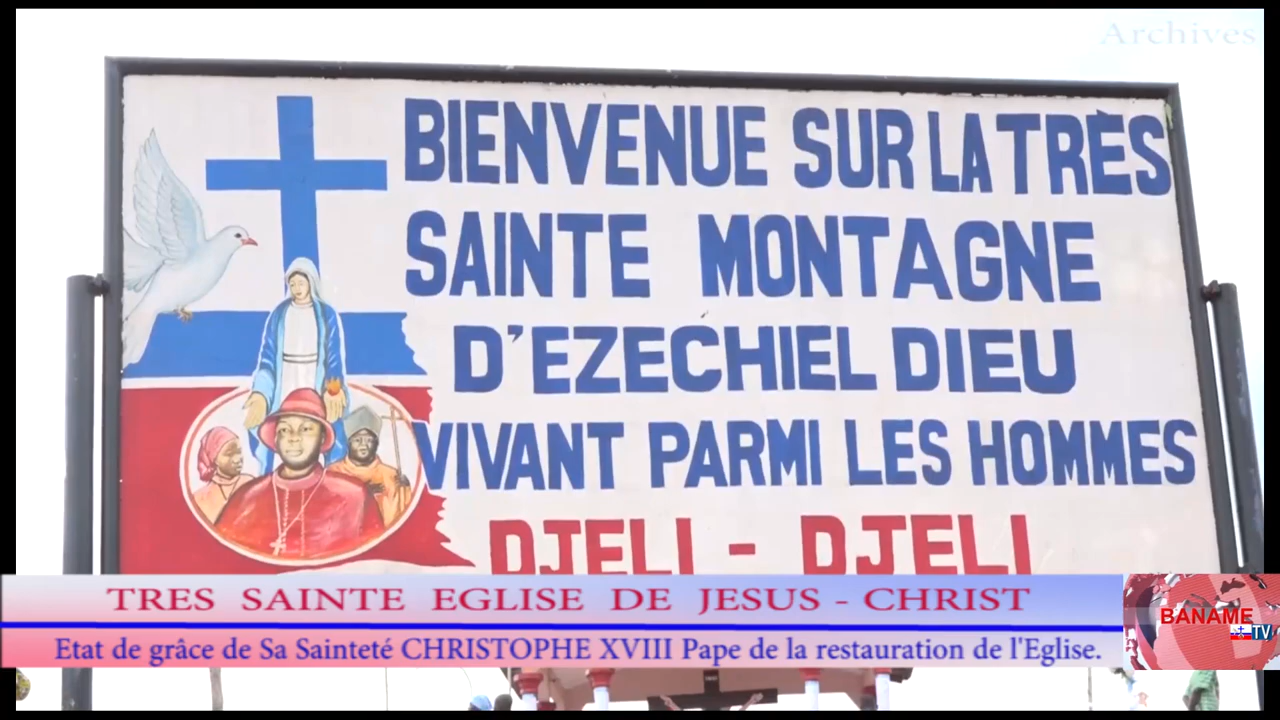 Archives
BIENVENUE SUR LA TRÈS
SAINTE MONTAGNE
D'EZECHIEL DIEU
VIVANT PARMI LES HOMMES
DJELI - DJELI
TRES SAINTE EGLISE DE JESUS - CHRIST
Etat de grâce de Sa Sainteté CHRISTOPHE XVIII Pape de la restauration de l'Eglise.
BANAME
TV